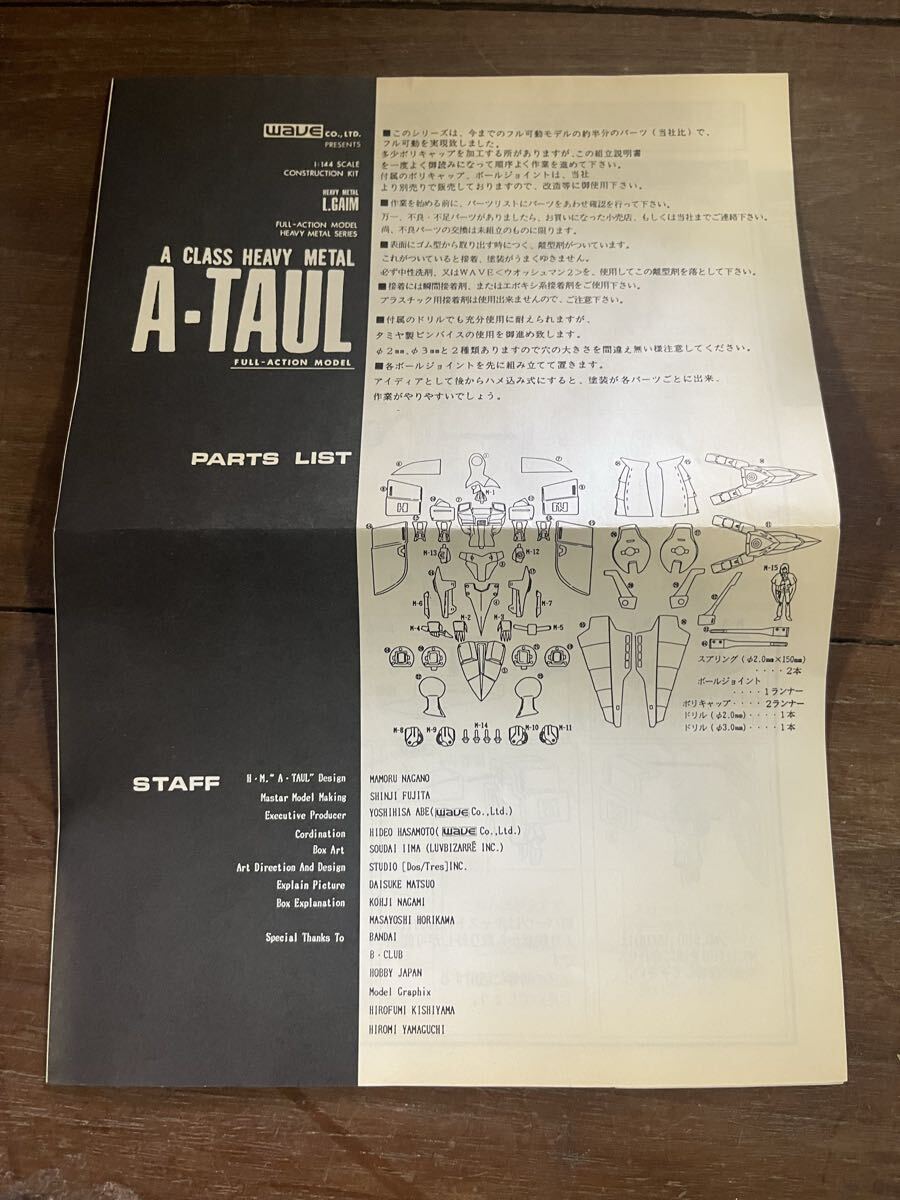 WAVE CO., LTD.
PRESENTS
1:144 SCALE
CONSTRUCTION KIT
HEAVY METAL
L.GAIM
FULL-ACTION MODEL
HEAVY METAL SERIES
A CLASS HEAVY METAL
A・TAUL
FULL-ACTION MODEL
■このシリーズは、今までのフル可動モデルの約半分のパーツ(当社比)で、
フル可動を実現致しました。
多少ポリキャップを加工する所がありますが、この組立説明書
を一度よく御読みになって順序よく作業を進めて下さい。
付属のポリキャップ、ボールジョイントは、当社
より別売りで販売しておりますので、改造等に御使用下さい。
■作業を始める前に、パーツリストにパーツをあわせ確認を行って下さい。
万一、不良・不足パーツがありましたら、お買いになった小売店、もしくは当社までご連絡下さい。
尚、不良パーツの交換は未組立のものに限ります。
■表面にゴム型から取り出す時につく、離型剤がついています。
これがついていると接着、塗装がうまくゆきません。
必ず中性洗剤、又はWAVE<ウオッシュマン2>を、使用してこの離型剤を落として下さい。
■接着には瞬間接着剤、またはエポキシ系接着剤をご使用下さい。
プラスチック用接着剤は使用出来ませんので、ご注意下さい。
■付属のドリルでも充分使用に耐えられますが、
タミヤ製ピンバイスの使用を御進め致します。
φ2mm、φ3mmと2種類ありますので穴の大きさを間違え無い様注意してください。
■各ボールジョイントを先に組み立てて置きます。
アイディアとして後からハメ込み式にすると、塗装が各パーツごとに出来、
作業がやりやすいでしょう。
PARTS LIST
M-1
M-13
M-12
M-15
M-6
M-7
M-4
M-2
M-3
M-5
M-8
M-9
M-14
M-10
M-11
スプリング(φ2.0mm×150mm)
・・・・2本
ボールジョイント
・・・・1ランナー
ポリキャップ・・・・2ランナー
ドリル(φ2.0mm)・・・・1本
ドリル(φ3.0mm)・・・・1本
STAFF
H・M."A・TAUL" Design MAMORU NAGANO
Mastar Model Making SHINJI FUJITA
Executive Producer YOSHIHISA ABE(WAVE Co.,Ltd.)
Cordination HIDEO HASAMOTO(WAVE Co.,Ltd.)
Box Art SOUDAI IIMA (LUVBIZARRĒ INC.)
Art Direction And Design STUDIO [Dos/Tres]INC.
Explain Picture DAISUKE MATSUO
Box Explanation KOHJI NAGAMI
MASAYOSHI HORIKAWA
Special Thanks To BANDAI
B・CLUB
HOBBY JAPAN
Model Graphix
HIROFUMI KISHIYAMA
HIROMI YAMAGUCHI